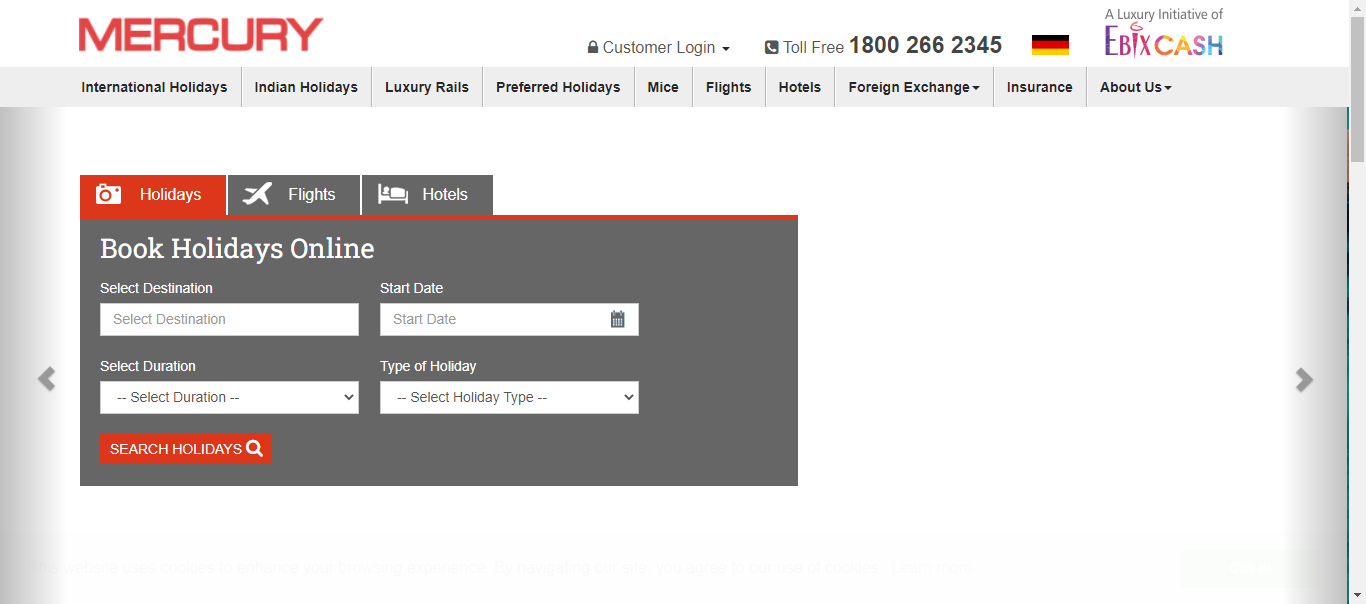 MERCURY
Customer Login
Toll Free 1800 266 2345
A Luxury Initiative of
EBIXCASH
International Holidays
Indian Holidays
Luxury Rails
Preferred Holidays
Mice
Flights
Hotels
Foreign Exchange
Insurance
About Us
Holidays
Flights
Hotels
Book Holidays Online
Select Destination
Start Date
Select Destination
Start Date
Select Duration
Type of Holiday
-- Select Duration --
-- Select Holiday Type --
SEARCH HOLIDAYS
website uses cookies to enhance your browsing experience. By navigating our site, you agree to our use of cookies. Learn more